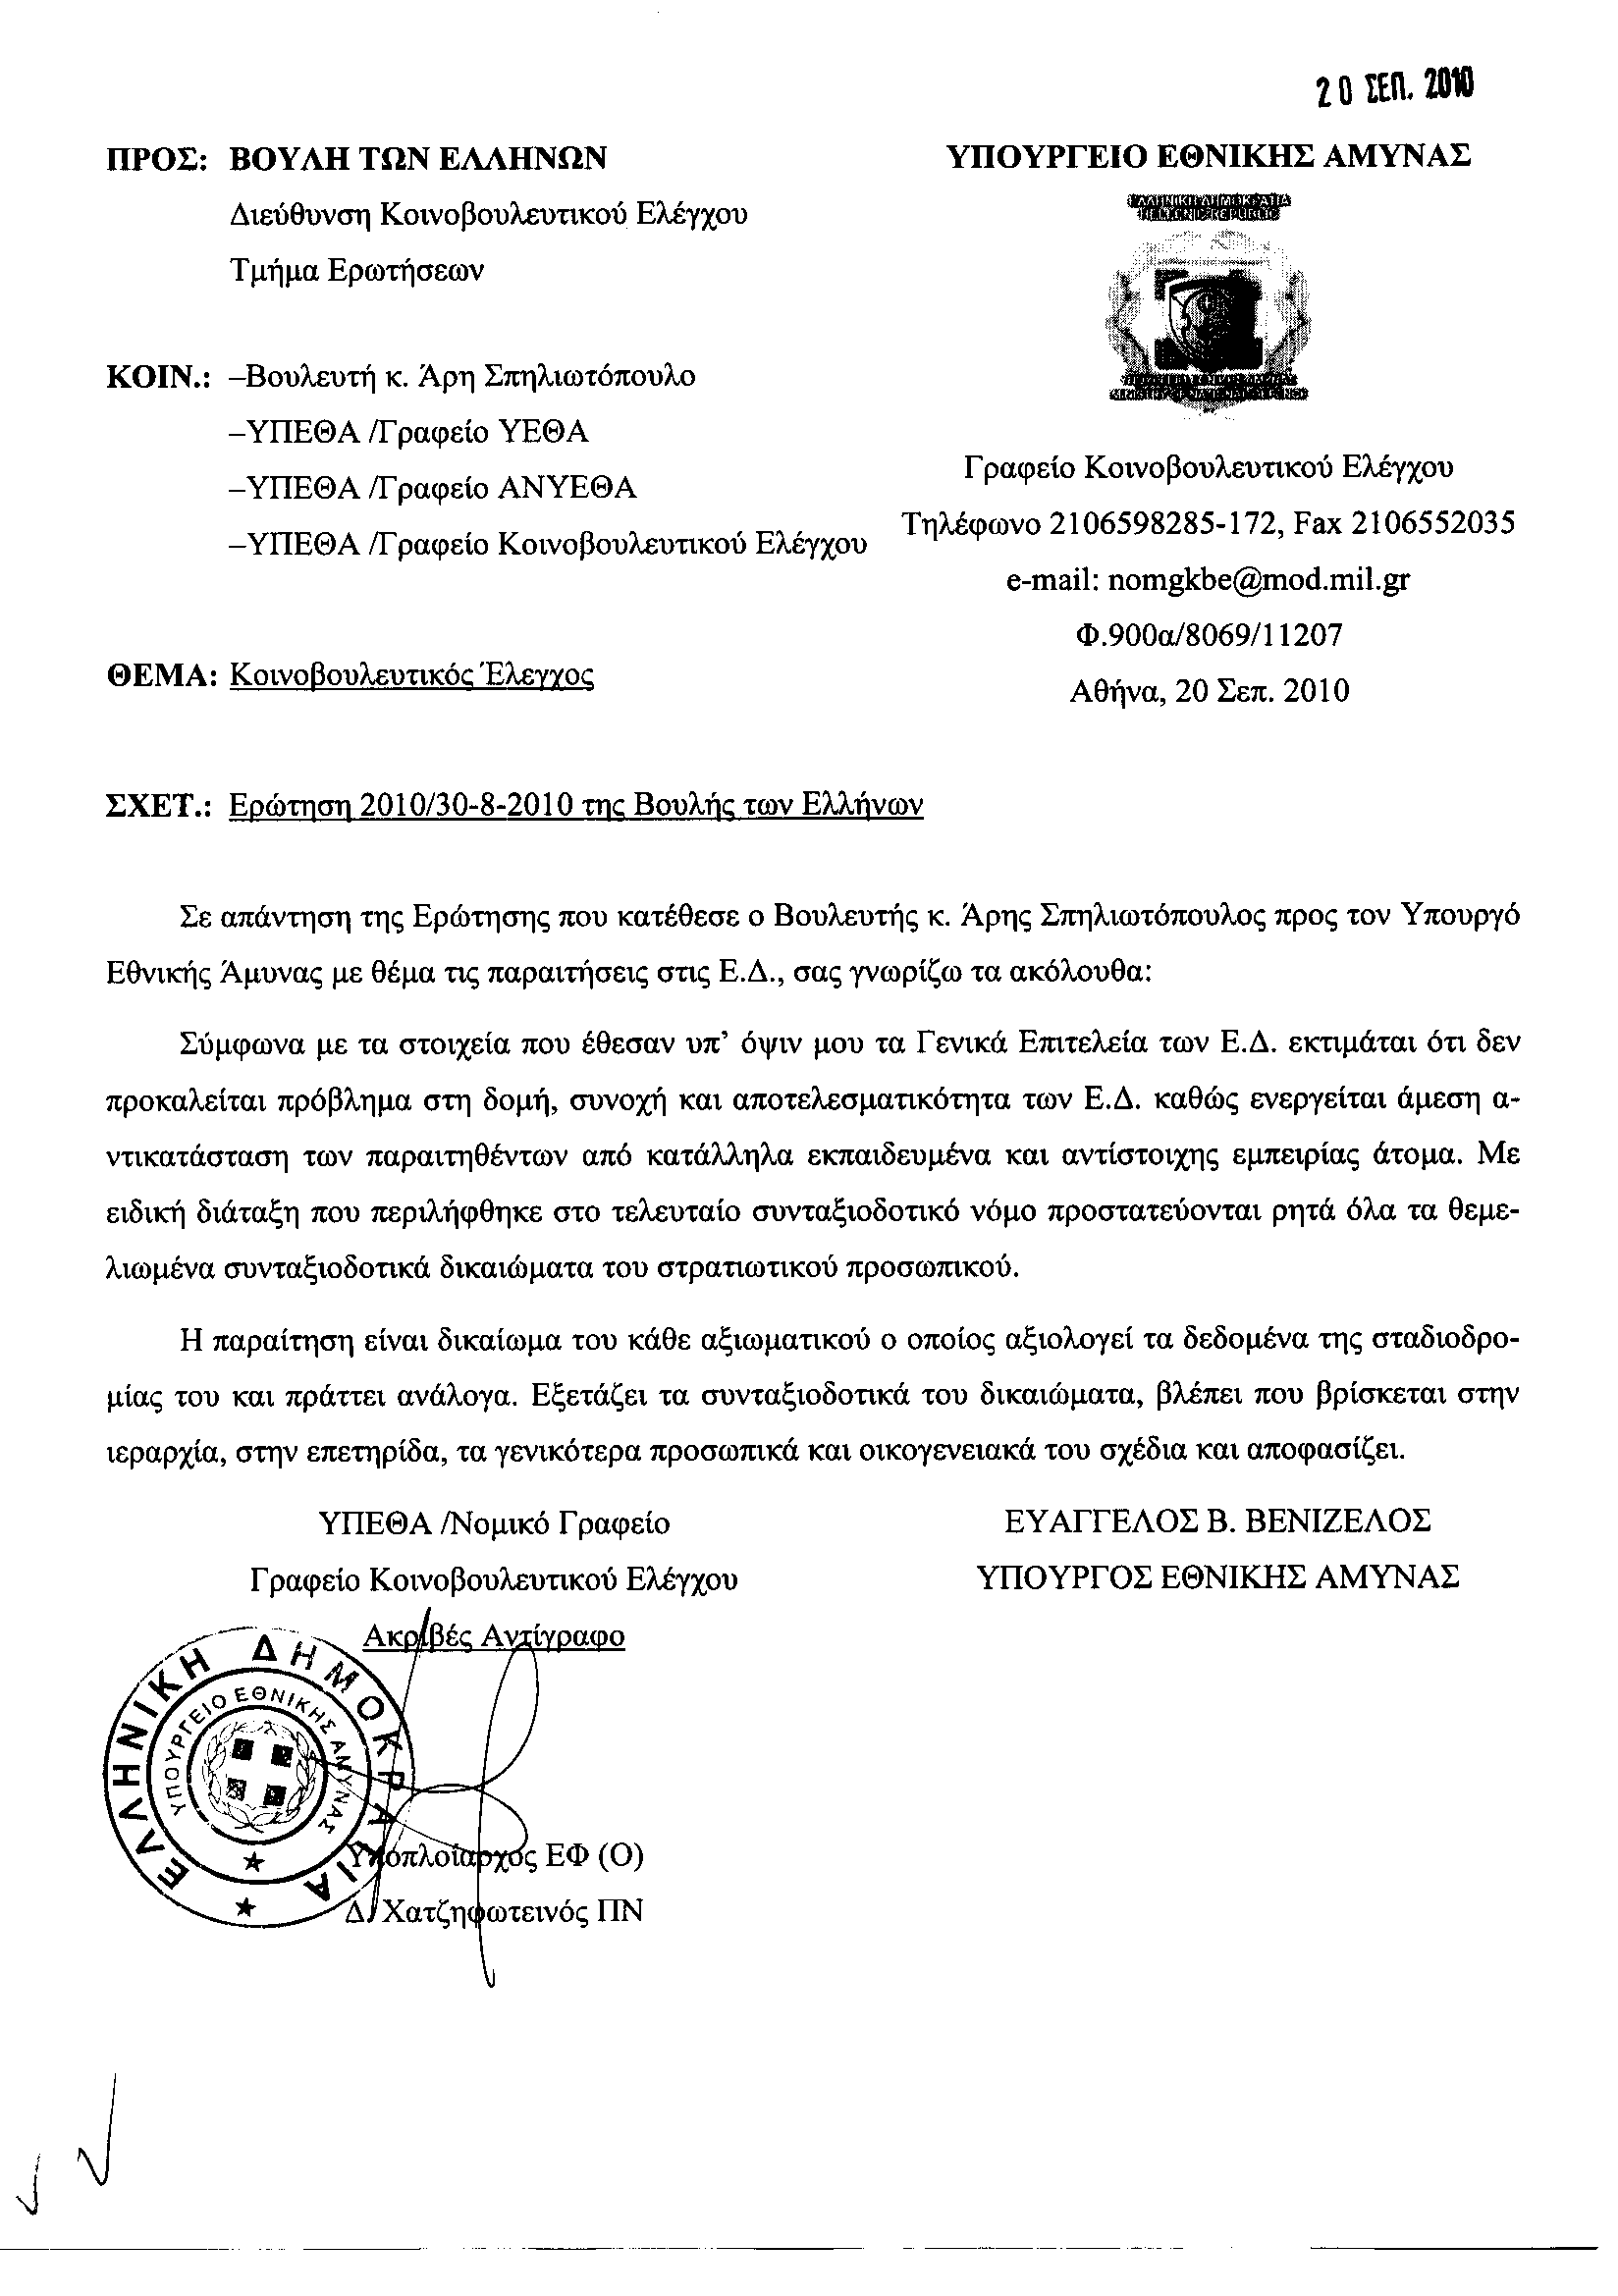 20 ΣΕΠ. 2010
ΠΡΟΣ: ΒΟΥΛΗ ΤΩΝ ΕΛΛΗΝΩΝ
Διεύθυνση Κοινοβουλευτικού Ελέγχου
Τμήμα Ερωτήσεων
ΚΟΙΝ.: –Βουλευτή κ. Άρη Σπηλιωτόπουλο
–ΥΠΕΘΑ /Γραφείο ΥΕΘΑ
–ΥΠΕΘΑ /Γραφείο ΑΝΥΕΘΑ
–ΥΠΕΘΑ /Γραφείο Κοινοβουλευτικού Ελέγχου
ΘΕΜΑ: Κοινοβουλευτικός Έλεγχος
ΥΠΟΥΡΓΕΙΟ ΕΘΝΙΚΗΣ ΑΜΥΝΑΣ
ΕΛΛΗΝΙΚΗ ΔΗΜΟΚΡΑΤΙΑ
HELLENIC REPUBLIC
Γραφείο Κοινοβουλευτικού Ελέγχου
Τηλέφωνο 2106598285-172, Fax 2106552035
e-mail: nomgkbe@mod.mil.gr
Φ.900α/8069/11207
Αθήνα, 20 Σεπ. 2010
ΣΧΕΤ.: Ερώτηση 2010/30-8-2010 της Βουλής των Ελλήνων
Σε απάντηση της Ερώτησης που κατέθεσε ο Βουλευτής κ. Άρης Σπηλιωτόπουλος προς τον Υπουργό
Εθνικής Άμυνας με θέμα τις παραιτήσεις στις Ε.Δ., σας γνωρίζω τα ακόλουθα:
Σύμφωνα με τα στοιχεία που έθεσαν υπ’ όψιν μου τα Γενικά Επιτελεία των Ε.Δ. εκτιμάται ότι δεν
προκαλείται πρόβλημα στη δομή, συνοχή και αποτελεσματικότητα των Ε.Δ. καθώς ενεργείται άμεση α-
ντικατάσταση των παραιτηθέντων από κατάλληλα εκπαιδευμένα και αντίστοιχης εμπειρίας άτομα. Με
ειδική διάταξη που περιλήφθηκε στο τελευταίο συνταξιοδοτικό νόμο προστατεύονται ρητά όλα τα θεμε-
λιωμένα συνταξιοδοτικά δικαιώματα του στρατιωτικού προσωπικού.
Η παραίτηση είναι δικαίωμα του κάθε αξιωματικού ο οποίος αξιολογεί τα δεδομένα της σταδιοδρο-
μίας του και πράττει ανάλογα. Εξετάζει τα συνταξιοδοτικά του δικαιώματα, βλέπει που βρίσκεται στην
ιεραρχία, στην επετηρίδα, τα γενικότερα προσωπικά και οικογενειακά του σχέδια και αποφασίζει.
ΥΠΕΘΑ /Νομικό Γραφείο
Γραφείο Κοινοβουλευτικού Ελέγχου
Ακριβές Αντίγραφο
ΕΥΑΓΓΕΛΟΣ Β. ΒΕΝΙΖΕΛΟΣ
ΥΠΟΥΡΓΟΣ ΕΘΝΙΚΗΣ ΑΜΥΝΑΣ
ΕΛΛΗΝΙΚΗ ΔΗΜΟΚΡΑΤΙΑ
ΥΠΟΥΡΓΕΙΟ ΕΘΝΙΚΗΣ ΑΜΥΝΑΣ
Υποπλοίαρχος ΕΦ (Ο)
Δ. Χατζηφωτεινός ΠΝ